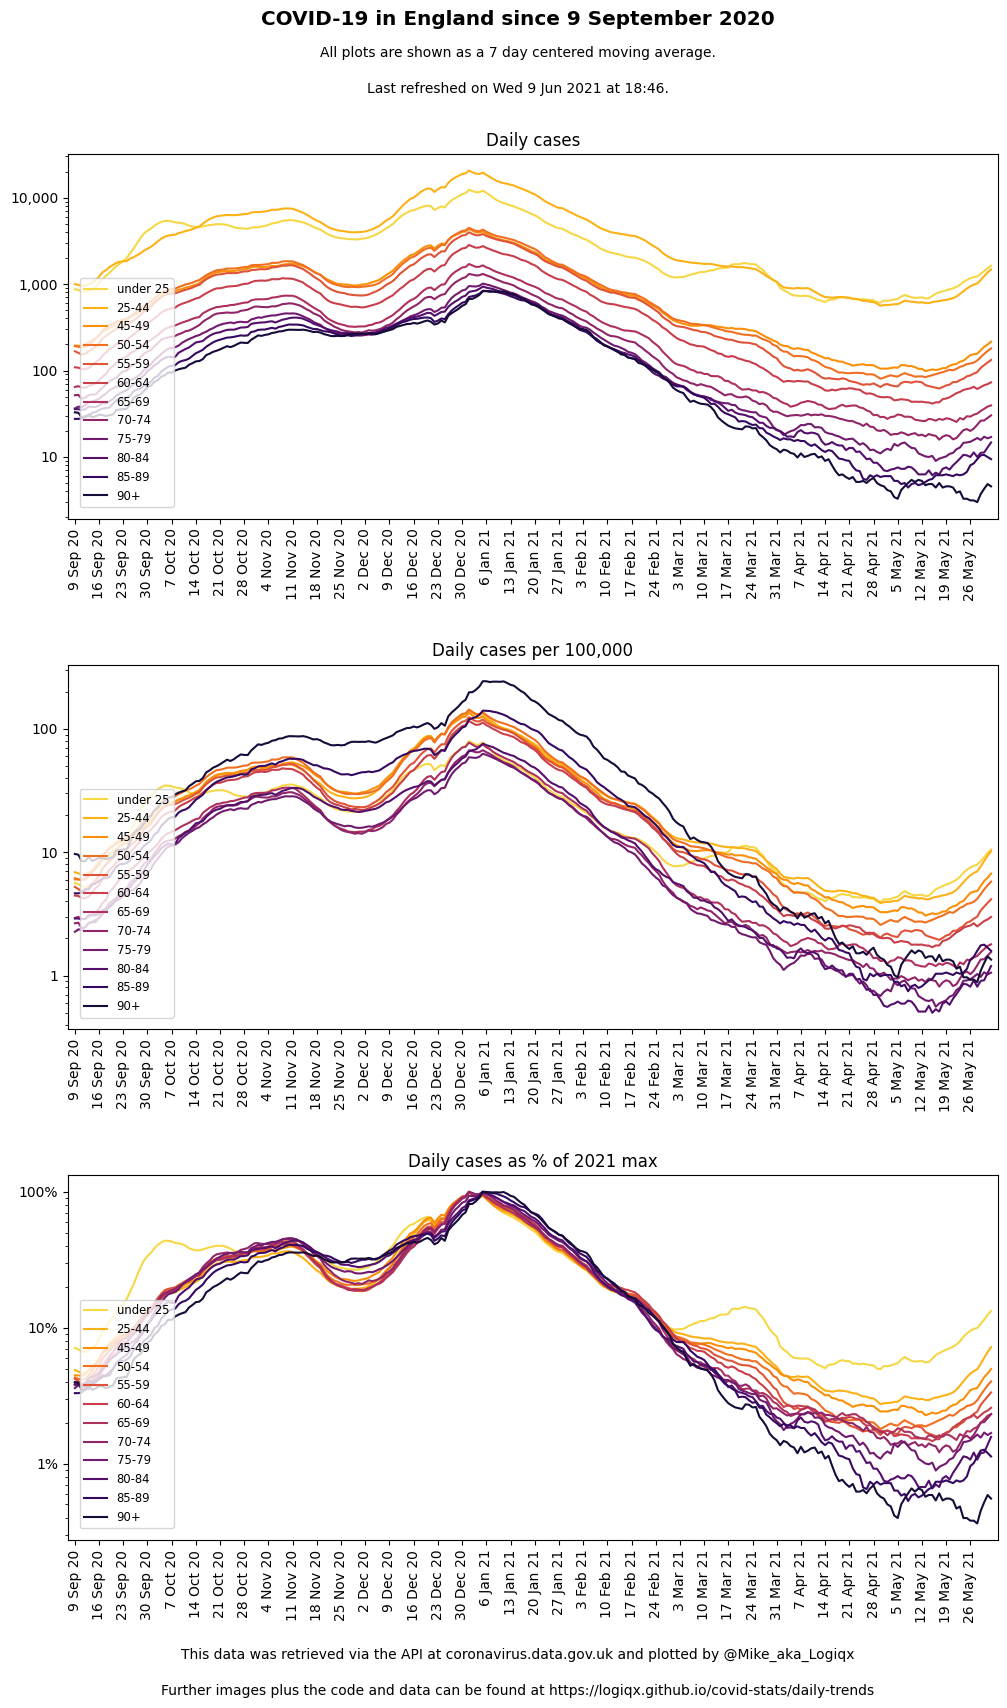 COVID-19 in England since 9 September 2020
All plots are shown as a 7 day centered moving average.
Last refreshed on Wed 9 Jun 2021 at 18:46.
Daily cases
10,000
1,000
100
10
under 25
25-44
45-49
50-54
55-59
60-64
65-69
70-74
75-79
80-84
85-89
90+
9 Sep 20
16 Sep 20
23 Sep 20
30 Sep 20
7 Oct 20
14 Oct 20
21 Oct 20
28 Oct 20
4 Nov 20
11 Nov 20
18 Nov 20
25 Nov 20
2 Dec 20
9 Dec 20
16 Dec 20
23 Dec 20
30 Dec 20
6 Jan 21
13 Jan 21
20 Jan 21
27 Jan 21
3 Feb 21
10 Feb 21
17 Feb 21
24 Feb 21
3 Mar 21
10 Mar 21
17 Mar 21
24 Mar 21
31 Mar 21
7 Apr 21
14 Apr 21
21 Apr 21
28 Apr 21
5 May 21
12 May 21
19 May 21
26 May 21
Daily cases per 100,000
100
10
1
under 25
25-44
45-49
50-54
55-59
60-64
65-69
70-74
75-79
80-84
85-89
90+
9 Sep 20
16 Sep 20
23 Sep 20
30 Sep 20
7 Oct 20
14 Oct 20
21 Oct 20
28 Oct 20
4 Nov 20
11 Nov 20
18 Nov 20
25 Nov 20
2 Dec 20
9 Dec 20
16 Dec 20
23 Dec 20
30 Dec 20
6 Jan 21
13 Jan 21
20 Jan 21
27 Jan 21
3 Feb 21
10 Feb 21
17 Feb 21
24 Feb 21
3 Mar 21
10 Mar 21
17 Mar 21
24 Mar 21
31 Mar 21
7 Apr 21
14 Apr 21
21 Apr 21
28 Apr 21
5 May 21
12 May 21
19 May 21
26 May 21
Daily cases as % of 2021 max
100%
10%
1%
under 25
25-44
45-49
50-54
55-59
60-64
65-69
70-74
75-79
80-84
85-89
90+
9 Sep 20
16 Sep 20
23 Sep 20
30 Sep 20
7 Oct 20
14 Oct 20
21 Oct 20
28 Oct 20
4 Nov 20
11 Nov 20
18 Nov 20
25 Nov 20
2 Dec 20
9 Dec 20
16 Dec 20
23 Dec 20
30 Dec 20
6 Jan 21
13 Jan 21
20 Jan 21
27 Jan 21
3 Feb 21
10 Feb 21
17 Feb 21
24 Feb 21
3 Mar 21
10 Mar 21
17 Mar 21
24 Mar 21
31 Mar 21
7 Apr 21
14 Apr 21
21 Apr 21
28 Apr 21
5 May 21
12 May 21
19 May 21
26 May 21
This data was retrieved via the API at coronavirus.data.gov.uk and plotted by @Mike_aka_Logiqx
Further images plus the code and data can be found at https://logiqx.github.io/covid-stats/daily-trends